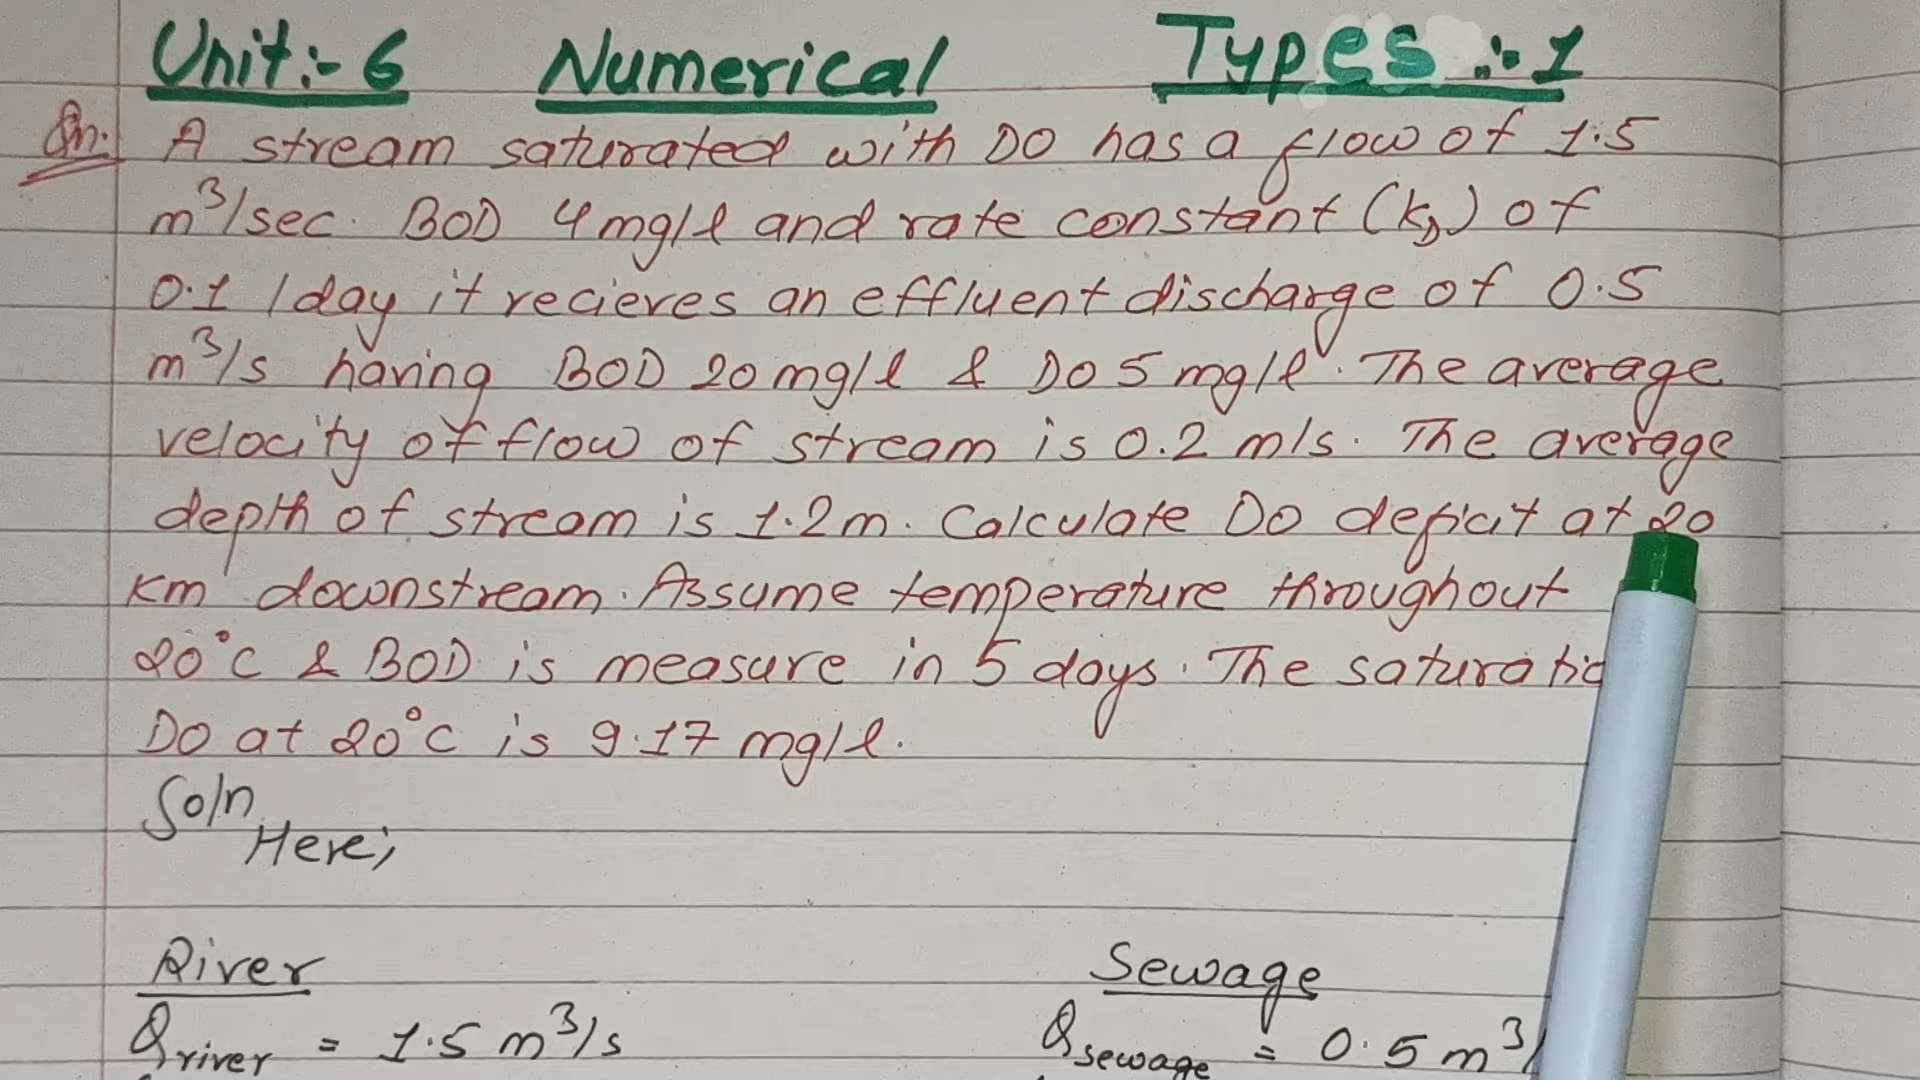 Unit:- 6 Numerical Types :- 1
Qn. A stream saturated with DO has a flow of 1.5
m³/sec. BOD 4 mg/l and rate constant (KD) of
0.1 /day it recieves an effluent discharge of 0.5
m³/s having BOD 20 mg/l & DO 5 mg/l. The average
velocity of flow of stream is 0.2 m/s. The average
depth of stream is 1.2m. Calculate DO deficit at 20
Km downstream. Assume temperature throughout
20°C & BOD is measure in 5 days. The saturatio
DO at 20°C is 9.17 mg/l.
Soln
Here;
River Sewage
Qriver = 1.5 m³/s Qsewage = 0.5 m³/